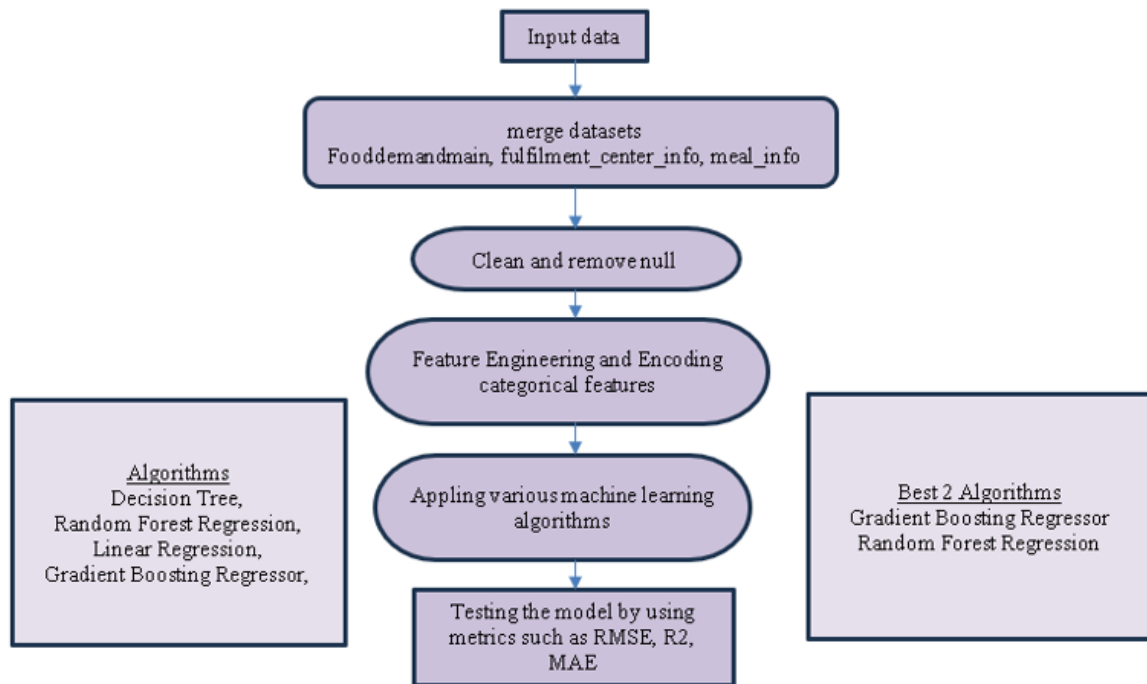 Input data
merge datasets
Fooddemandmain, fulfilment_center_info, meal_info
Clean and remove null
Feature Engineering and Encoding
categorical features
Algorithms
Decision Tree,
Random Forest Regression,
Linear Regression,
Gradient Boosting Regressor,
Appling various machine learning
algorithms
Best 2 Algorithms
Gradient Boosting Regressor
Random Forest Regression
Testing the model by using
metrics such as RMSE, R2,
MAE